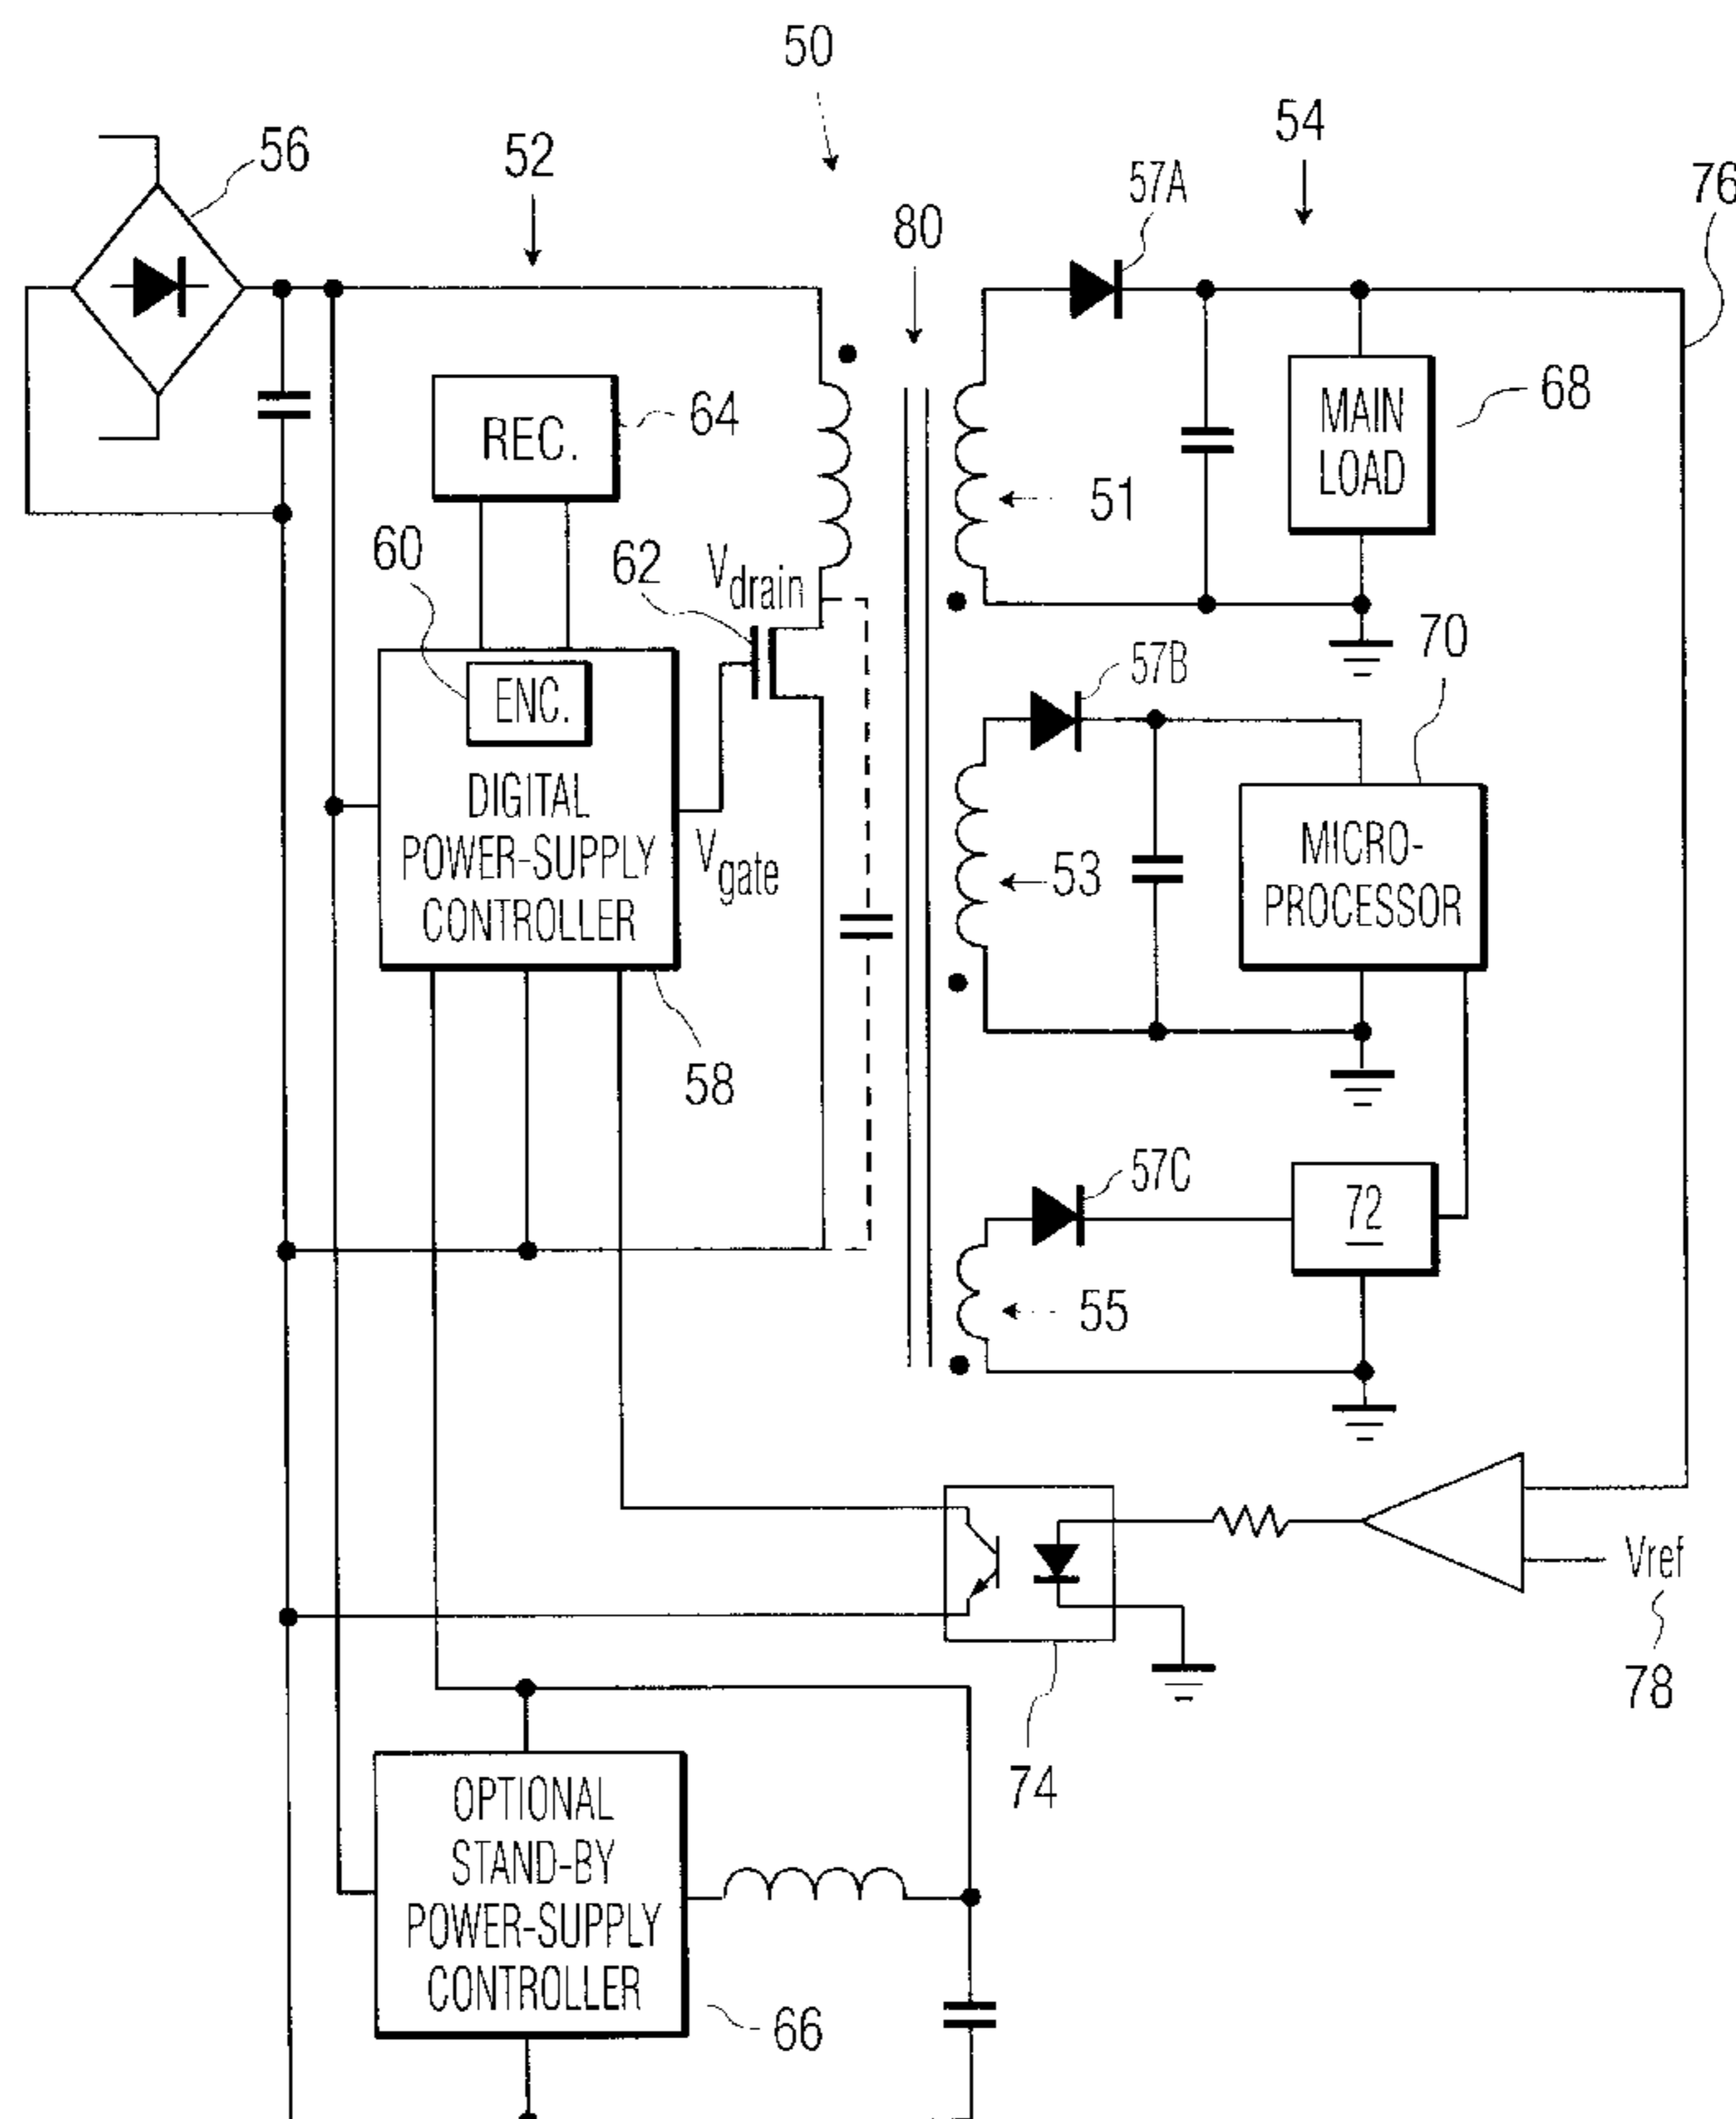 50
54
56
52
57A
76
80
MAIN
LOAD
68
REC.
64
51
60
62
Vdrain
70
57B
ENC.
DIGITAL
POWER-SUPPLY
CONTROLLER
Vgate
53
MICRO-
PROCESSOR
58
57C
72
55
Vref
78
74
OPTIONAL
STAND-BY
POWER-SUPPLY
CONTROLLER
66